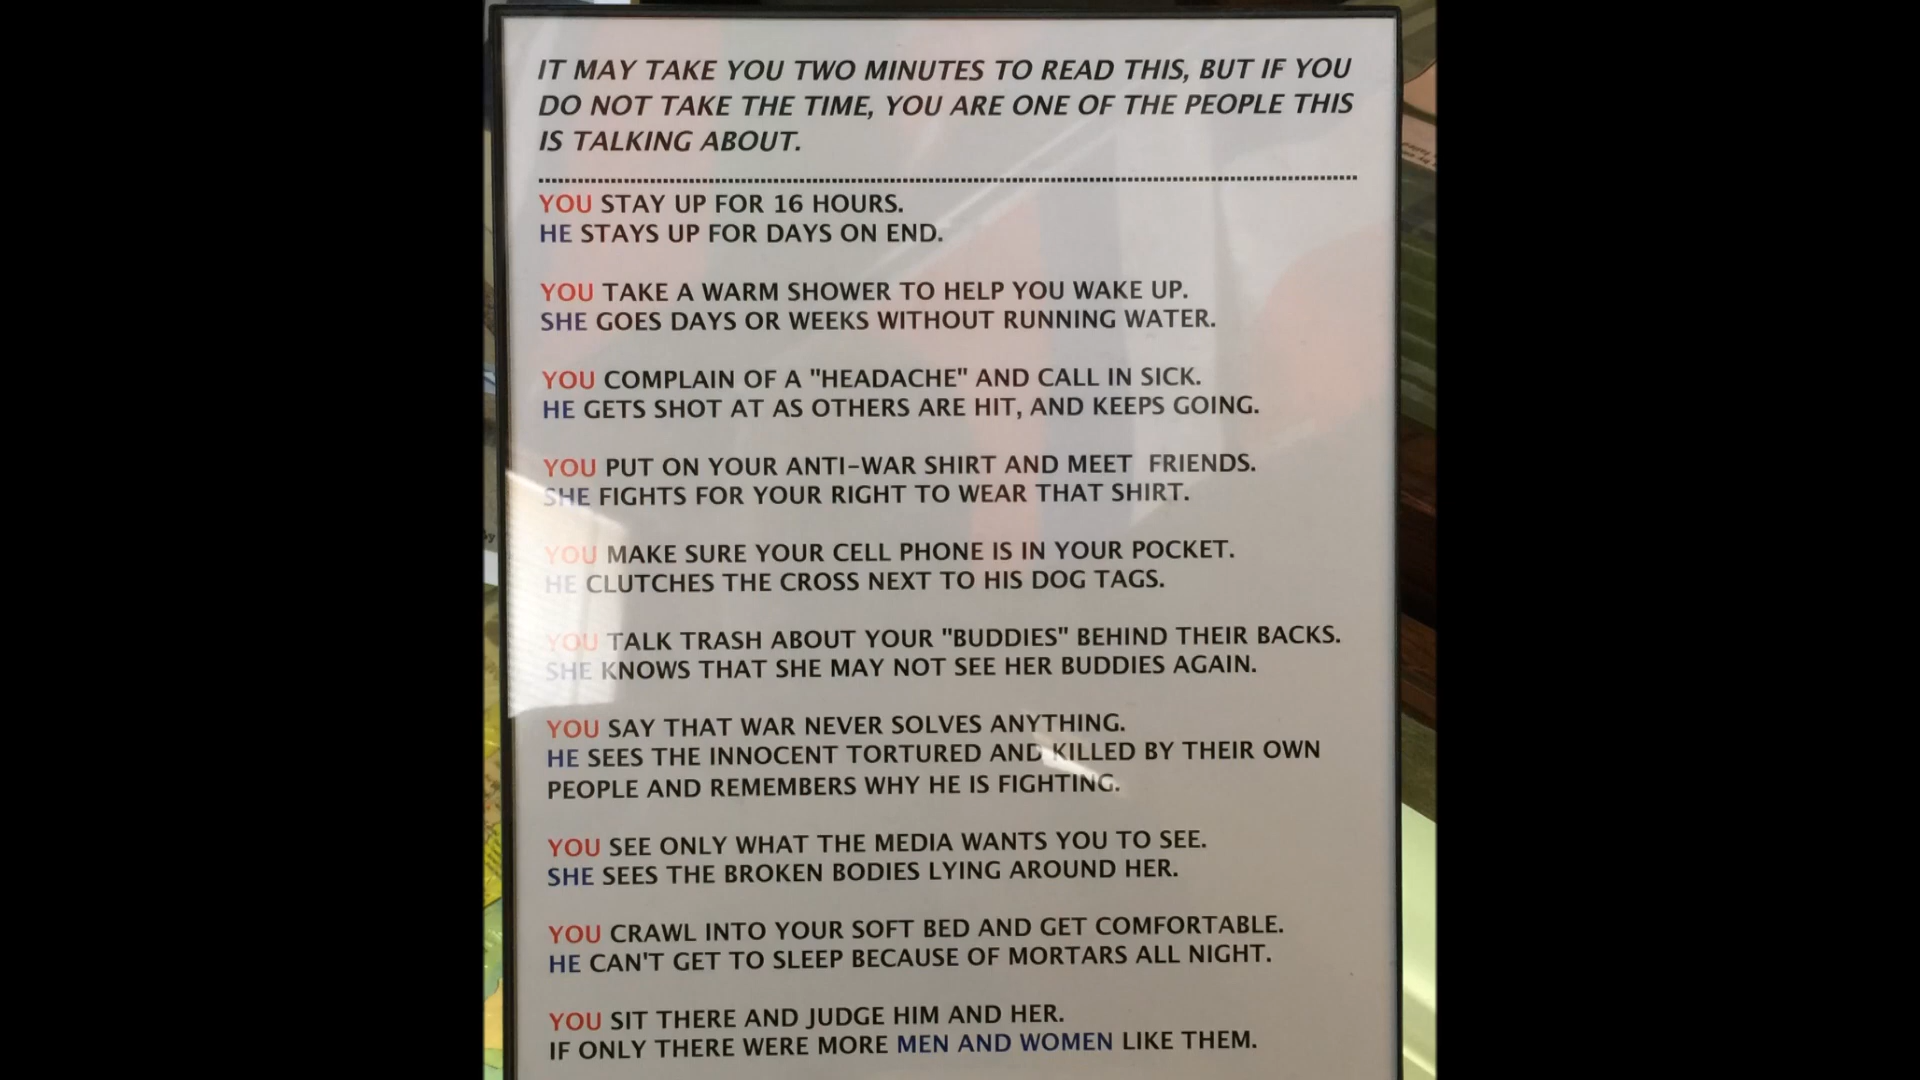 IT MAY TAKE YOU TWO MINUTES TO READ THIS, BUT IF YOU
DO NOT TAKE THE TIME, YOU ARE ONE OF THE PEOPLE THIS
IS TALKING ABOUT.
YOU STAY UP FOR 16 HOURS.
HE STAYS UP FOR DAYS ON END.
YOU TAKE A WARM SHOWER TO HELP YOU WAKE UP.
SHE GOES DAYS OR WEEKS WITHOUT RUNNING WATER.
YOU COMPLAIN OF A "HEADACHE" AND CALL IN SICK.
HE GETS SHOT AT AS OTHERS ARE HIT, AND KEEPS GOING.
YOU PUT ON YOUR ANTI-WAR SHIRT AND MEET FRIENDS.
SHE FIGHTS FOR YOUR RIGHT TO WEAR THAT SHIRT.
YOU MAKE SURE YOUR CELL PHONE IS IN YOUR POCKET.
HE CLUTCHES THE CROSS NEXT TO HIS DOG TAGS.
YOU TALK TRASH ABOUT YOUR "BUDDIES" BEHIND THEIR BACKS.
SHE KNOWS THAT SHE MAY NOT SEE HER BUDDIES AGAIN.
YOU SAY THAT WAR NEVER SOLVES ANYTHING.
HE SEES THE INNOCENT TORTURED AND KILLED BY THEIR OWN
PEOPLE AND REMEMBERS WHY HE IS FIGHTING.
YOU SEE ONLY WHAT THE MEDIA WANTS YOU TO SEE.
SHE SEES THE BROKEN BODIES LYING AROUND HER.
YOU CRAWL INTO YOUR SOFT BED AND GET COMFORTABLE.
HE CAN'T GET TO SLEEP BECAUSE OF MORTARS ALL NIGHT.
YOU SIT THERE AND JUDGE HIM AND HER.
IF ONLY THERE WERE MORE MEN AND WOMEN LIKE THEM.